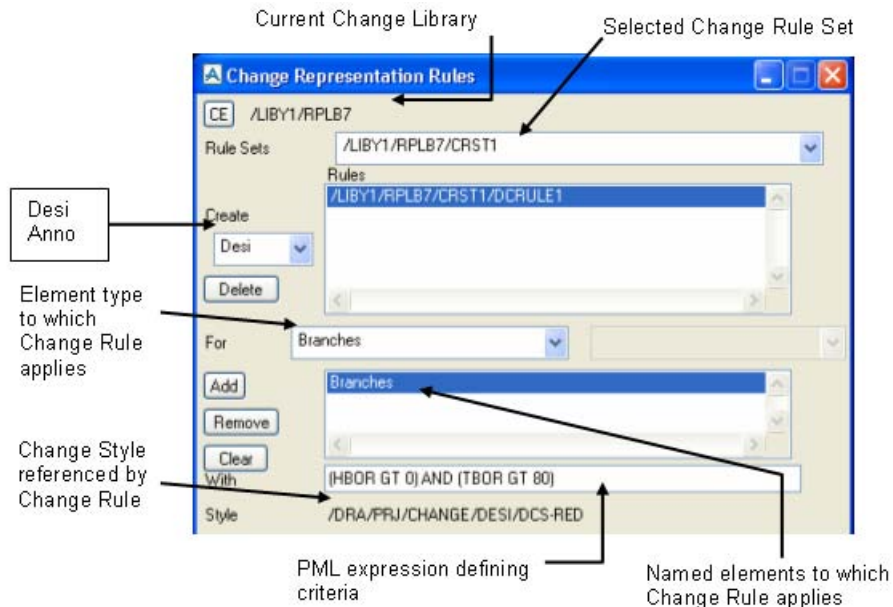 Current Change Library
Selected Change Rule Set
Change Representation Rules
CE /LIBY1/RPLB7
Rule Sets /LIBY1/RPLB7/CRST1
Rules
/LIBY1/RPLB7/CRST1/DCRULE1
Desi
Anno
Create
Desi
Delete
Element type
to which
Change Rule
applies
For Branches
Add
Branches
Remove
Clear
Change Style
referenced by
Change Rule
With (HBOR GT 0) AND (TBOR GT 80)
Style /DRA/PRJ/CHANGE/DESI/DCS-RED
PML expression defining
criteria
Named elements to which
Change Rule applies